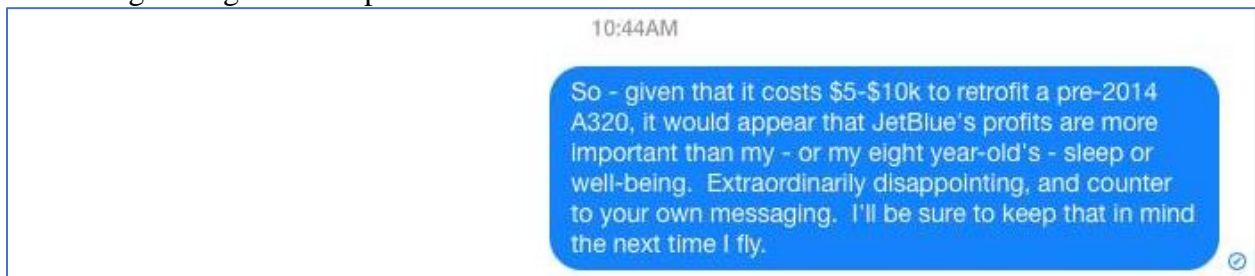 10:44AM
So - given that it costs $5-$10k to retrofit a pre-2014
A320, it would appear that JetBlue's profits are more
important than my - or my eight year-old's - sleep or
well-being.  Extraordinarily disappointing, and counter
to your own messaging.  I'll be sure to keep that in mind
the next time I fly.